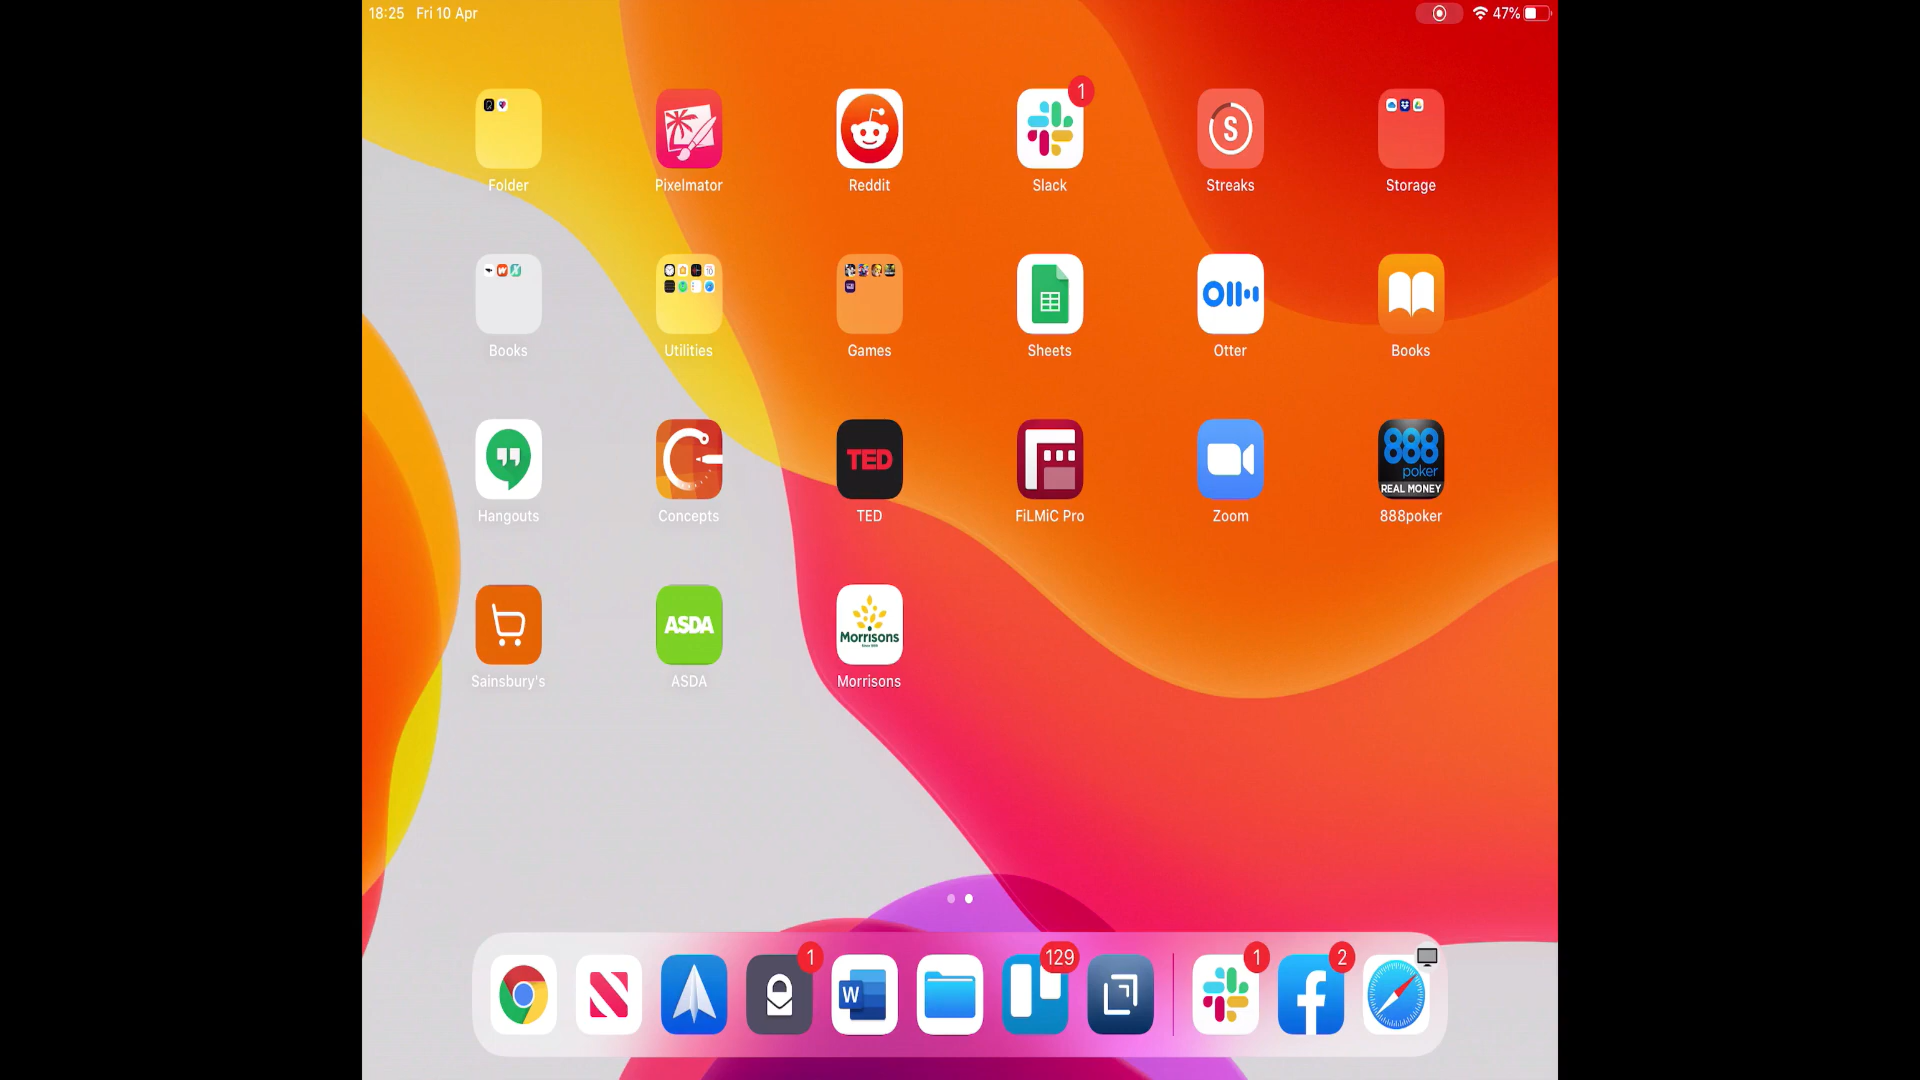 18:25 Fri 10 Apr
47%
1
Folder
Pixelmator
Reddit
Slack
Streaks
Storage
Books
Utilities
Games
Sheets
Otter
Books
TED
888
poker
REAL MONEY
Hangouts
Concepts
TED
FiLMiC Pro
Zoom
888poker
ASDA
Morrisons
Sainsbury's
ASDA
Morrisons
1
129
1
2
W